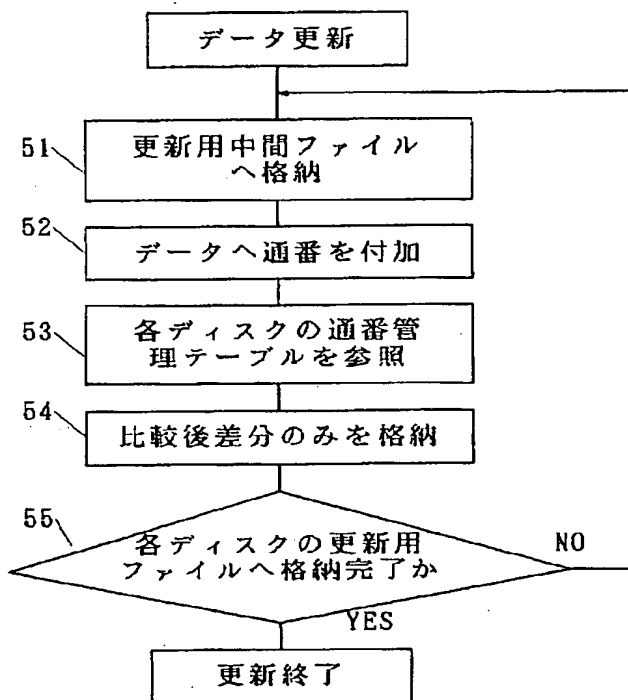 データ更新
51
更新用中間ファイル
へ格納
52
データへ通番を付加
53
各ディスクの通番管
理テーブルを参照
54
比較後差分のみを格納
55
各ディスクの更新用
ファイルへ格納完了か
NO
YES
更新終了